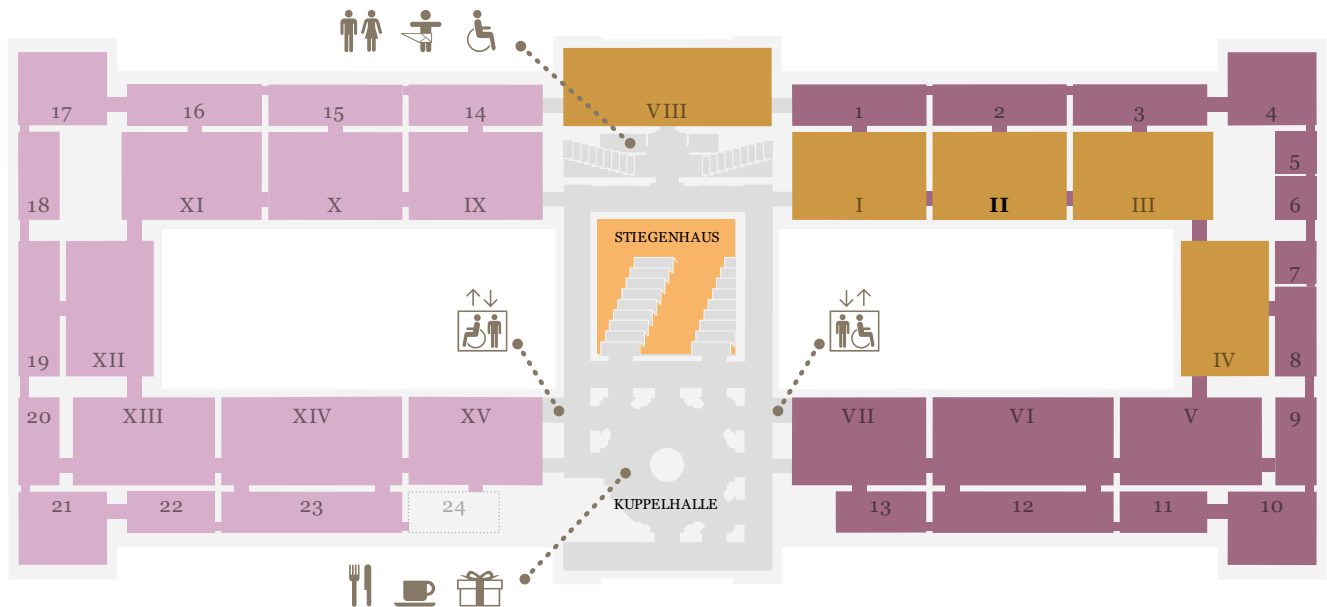 VIII
17 16 15 14 1 2 3 4
5
18 XI X IX I II III 6
STIEGENHAUS
7
19 XII IV 8
20 XIII XIV XV VII VI V 9
KUPPELHALLE
21 22 23 24 13 12 11 10